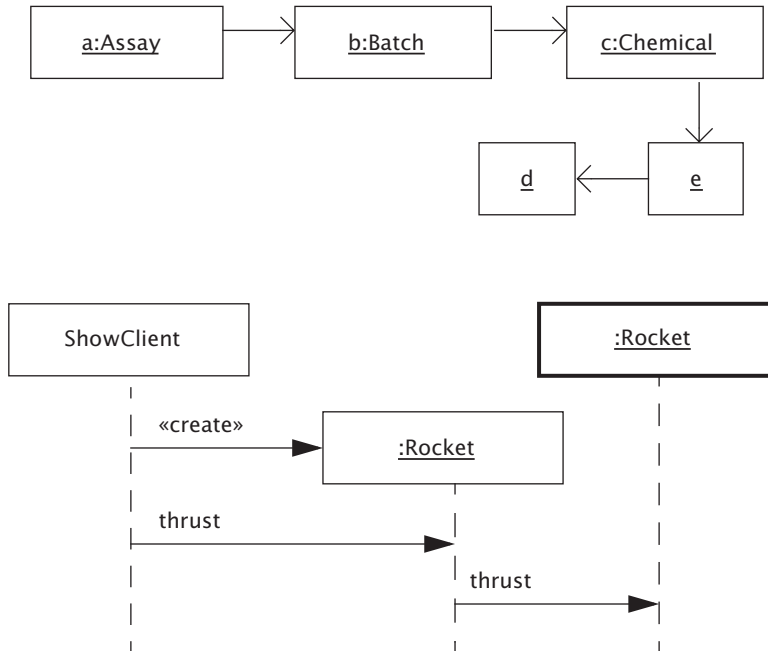 a:Assay
b:Batch
c:Chemical
d
e
ShowClient
:Rocket
«create»
:Rocket
thrust
thrust